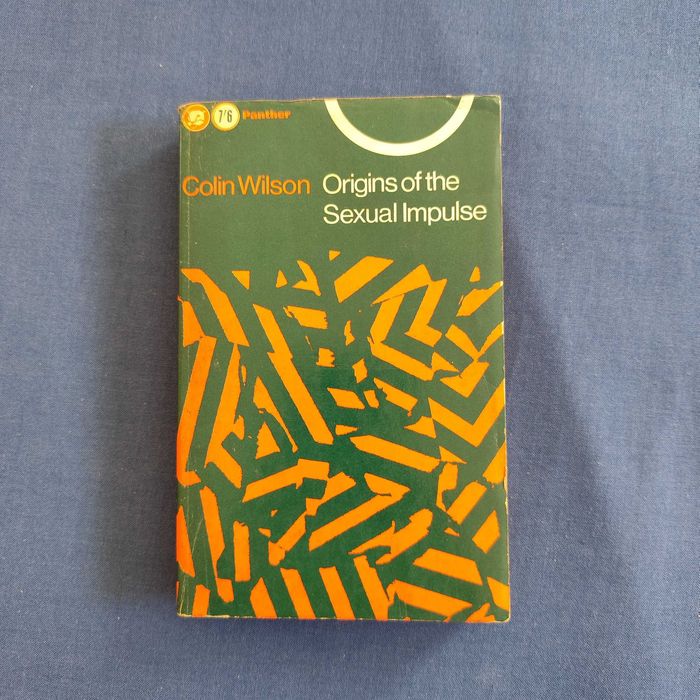 7/6 Panther
Colin Wilson Origins of the
Sexual Impulse